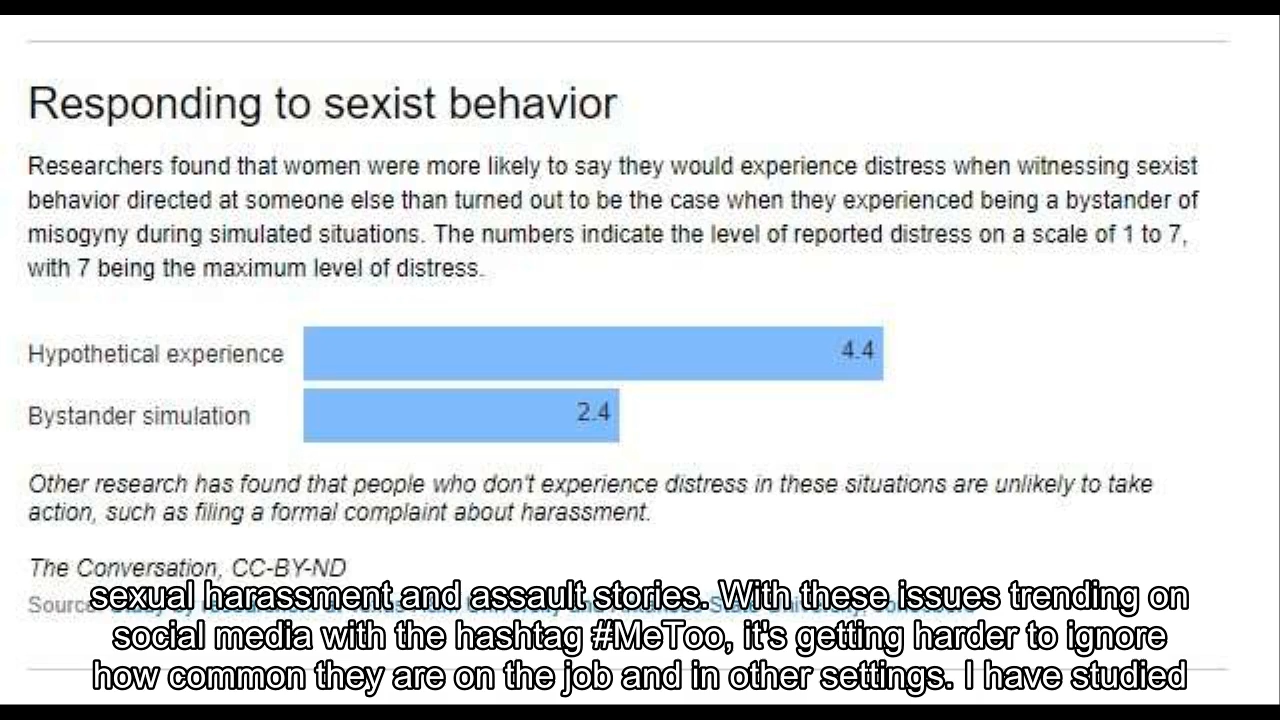 Responding to sexist behavior
Researchers found that women were more likely to say they would experience distress when witnessing sexist
behavior directed at someone else than turned out to be the case when they experienced being a bystander of
misogyny during simulated situations. The numbers indicate the level of reported distress on a scale of 1 to 7,
with 7 being the maximum level of distress.
Hypothetical experience 4.4
Bystander simulation 2.4
Other research has found that people who don't experience distress in these situations are unlikely to take
action, such as filing a formal complaint about harassment.
The Conversation, CC-BY-ND
Source
sexual harassment and assault stories. With these issues trending on
social media with the hashtag #MeToo, it's getting harder to ignore
how common they are on the job and in other settings. I have studied